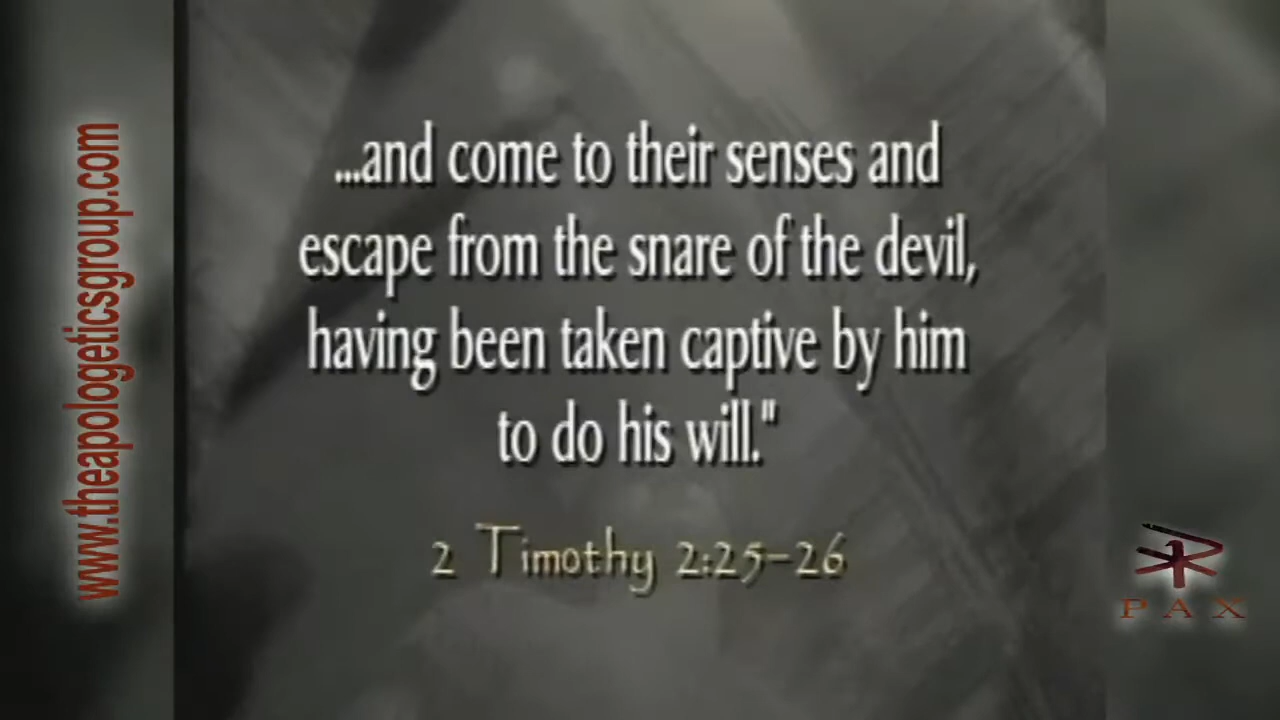 www.theapologeticsgroup.com
...and come to their senses and
escape from the snare of the devil,
having been taken captive by him
to do his will."
2 Timothy 2:25-26
PAX